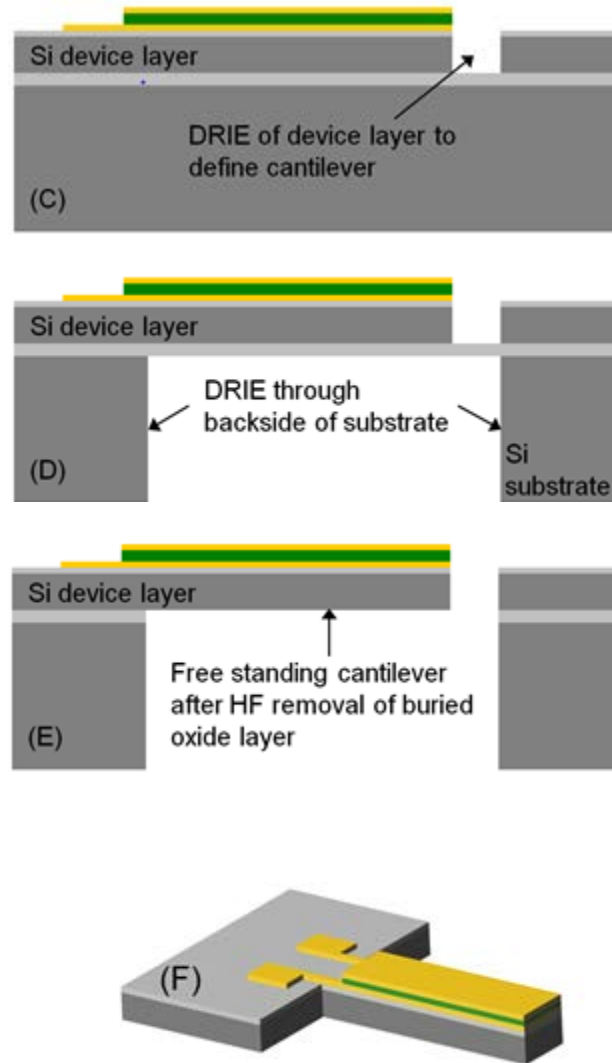 Si device layer
DRIE of device layer to
define cantilever
(C)
Si device layer
DRIE through
backside of substrate
Si
substrate
(D)
Si device layer
Free standing cantilever
after HF removal of buried
oxide layer
(E)
(F)